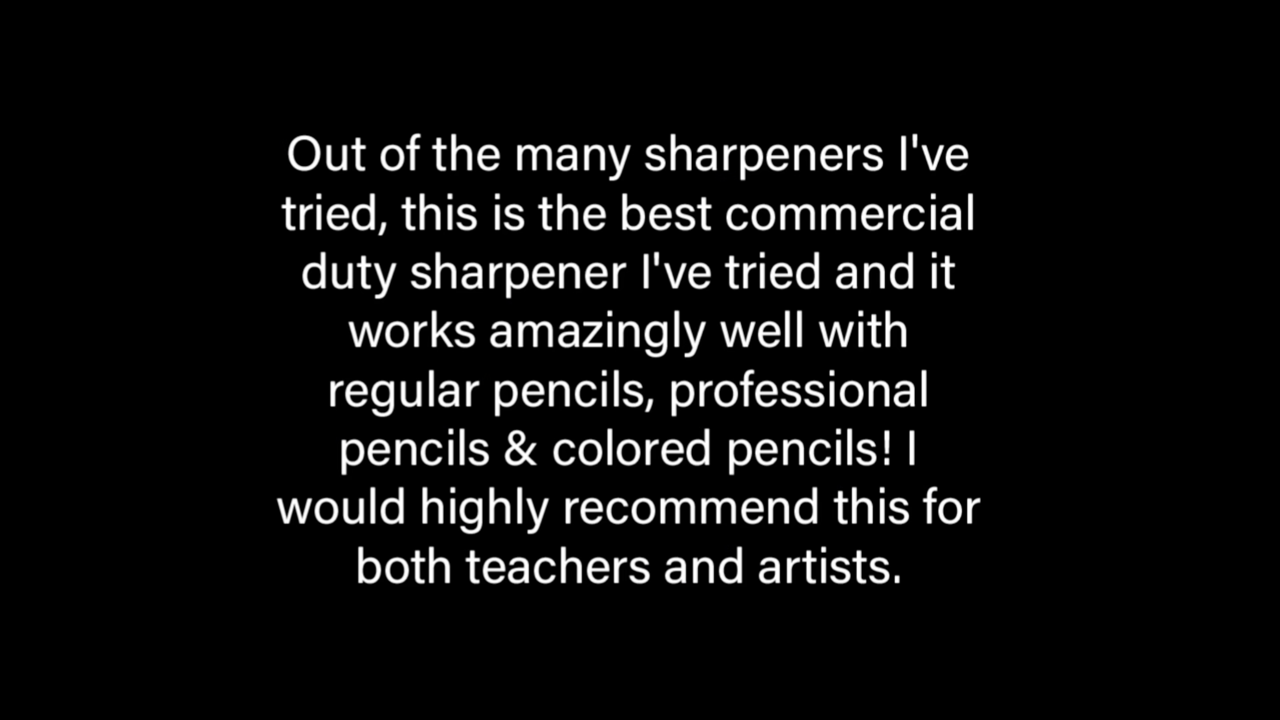 Out of the many sharpeners I've
tried, this is the best commercial
duty sharpener I've tried and it
works amazingly well with
regular pencils, professional
pencils & colored pencils! I
would highly recommend this for
both teachers and artists.